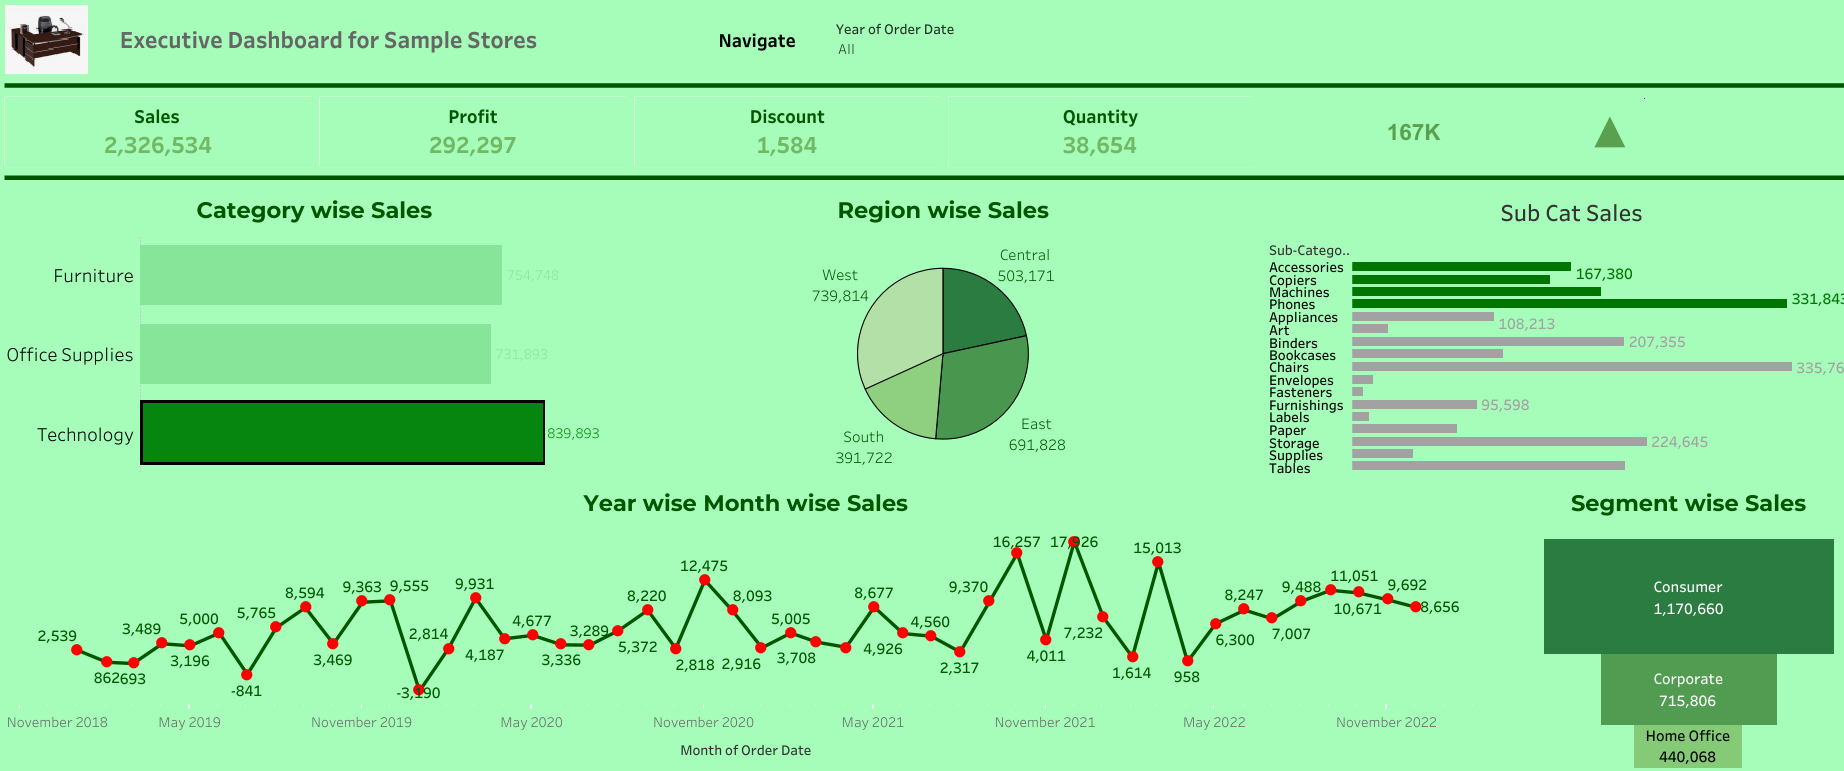 Executive Dashboard for Sample Stores
Navigate
Year of Order Date
All
Sales
2,326,534
Profit
292,297
Discount
1,584
Quantity
38,654
167K
Category wise Sales
Furniture
754,748
Office Supplies
731,893
Technology
839,893
Region wise Sales
Central
503,171
West
739,814
East
691,828
South
391,722
Sub Cat Sales
Sub-Catego..
Accessories
167,380
Copiers
Machines
Phones
331,843
Appliances
108,213
Art
Binders
207,355
Bookcases
Chairs
335,76
Envelopes
Fasteners
Furnishings
95,598
Labels
Paper
Storage
224,645
Supplies
Tables
Year wise Month wise Sales
2,539
862
693
3,489
3,196
5,000
-841
5,765
8,594
3,469
9,363
9,555
-3,190
2,814
9,931
4,187
4,677
3,336
3,289
5,372
8,220
2,818
12,475
8,093
2,916
5,005
3,708
8,677
4,926
4,560
2,317
9,370
16,257
4,011
17,926
7,232
1,614
15,013
958
6,300
8,247
7,007
9,488
11,051
10,671
9,692
8,656
November 2018
May 2019
November 2019
May 2020
November 2020
May 2021
November 2021
May 2022
November 2022
Month of Order Date
Segment wise Sales
Consumer
1,170,660
Corporate
715,806
Home Office
440,068